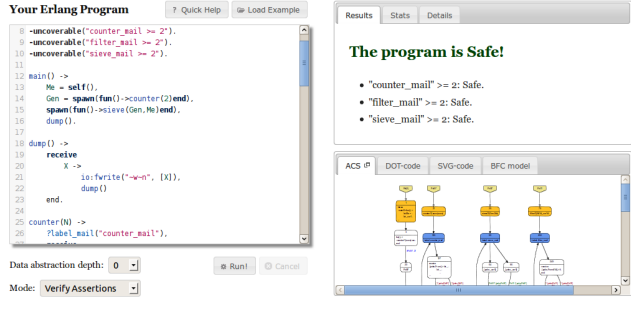 Your Erlang Program
? Quick Help
Load Example
8 -uncoverable("counter_mail >= 2").
9 -uncoverable("filter_mail >= 2").
10 -uncoverable("sieve_mail >= 2").
11
12 main() ->
13 Me = self(),
14 Gen = spawn(fun()->counter(2)end),
15 spawn(fun()->sieve(Gen,Me)end),
16 dump().
17
18 dump() ->
19 receive
20 X ->
21 io:fwrite("~w~n", [X]),
22 dump()
23 end.
24
25 counter(N) ->
26 ?label_mail("counter_mail"),
Data abstraction depth: 0
Run!
Cancel
Mode: Verify Assertions
Results Stats Details
The program is Safe!
• "counter_mail" >= 2: Safe.
• "filter_mail" >= 2: Safe.
• "sieve_mail" >= 2: Safe.
ACS DOT-code SVG-code BFC model